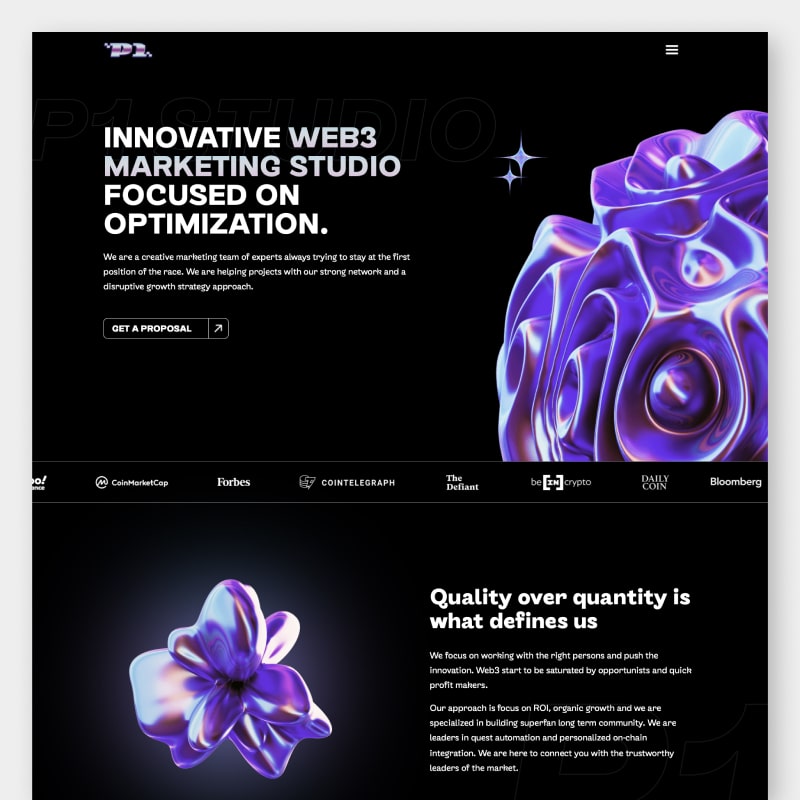 P1
P1 STUDIO
INNOVATIVE WEB3
MARKETING STUDIO
FOCUSED ON
OPTIMIZATION.
We are a creative marketing team of experts always trying to stay at the first
position of the race. We are helping projects with our strong network and a
disruptive growth strategy approach.
GET A PROPOSAL
CoinMarketCap
Forbes
COINTELEGRAPH
The
Defiant
be[IN]crypto
DAILY
COIN
Bloomberg
Quality over quantity is
what defines us
We focus on working with the right persons and push the
innovation. Web3 start to be saturated by opportunists and quick
profit makers.
Our approach is focus on ROI, organic growth and we are
specialized in building superfan long term community. We are
leaders in quest automation and personalized on-chain
integration. We are here to connect you with the trustworthy
leaders of the market.
P1